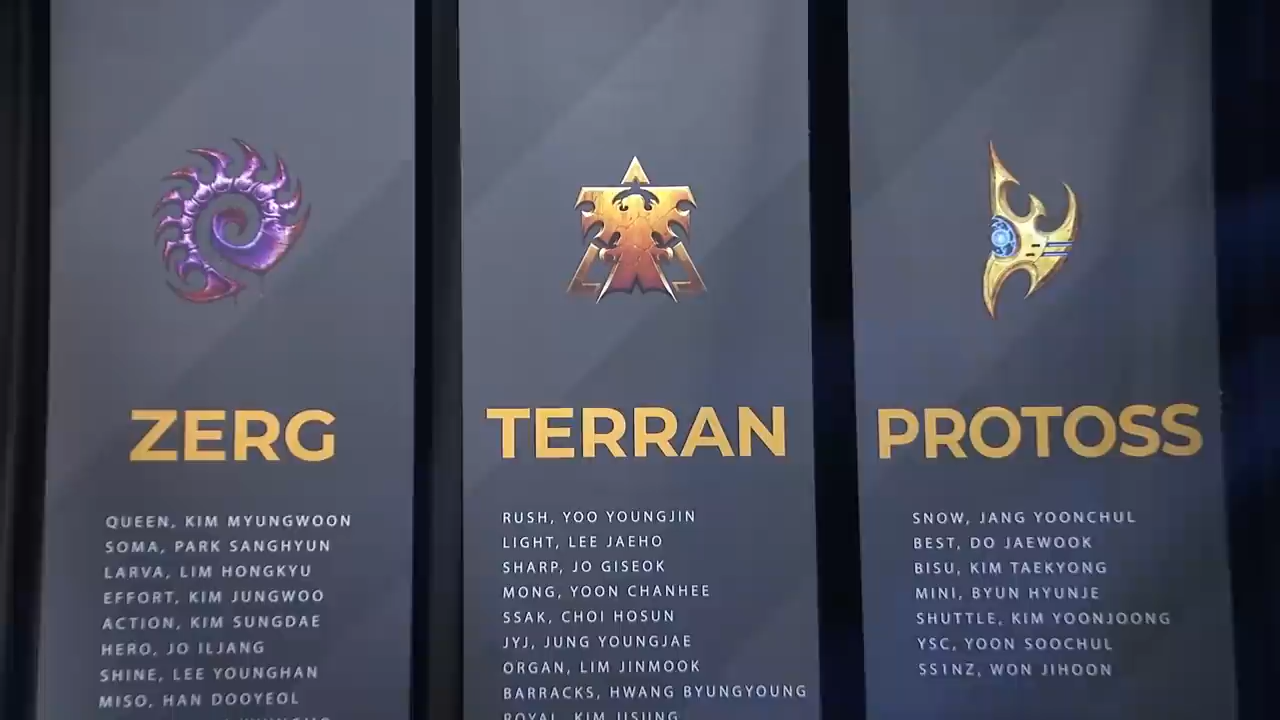 ZERG
QUEEN, KIM MYUNGWOON
SOMA, PARK SANGHYUN
LARVA, LIM HONGKYU
EFFORT, KIM JUNGWOO
ACTION, KIM SUNGDAE
HERO, JO ILJANG
SHINE, LEE YOUNGHAN
MISO, HAN DOOYEOL
TERRAN
RUSH, YOO YOUNGJIN
LIGHT, LEE JAEHO
SHARP, JO GISEOK
MONG, YOON CHANHEE
SSAK, CHOI HOSUN
JYJ, JUNG YOUNGJAE
ORGAN, LIM JINMOOK
BARRACKS, HWANG BYUNGYOUNG
ROYAL, KIM JISUNG
PROTOSS
SNOW, JANG YOONCHUL
BEST, DO JAEWOOK
BISU, KIM TAEKYONG
MINI, BYUN HYUNJE
SHUTTLE, KIM YOONJOONG
YSC, YOON SOOCHUL
SS1NZ, WON JIHOON